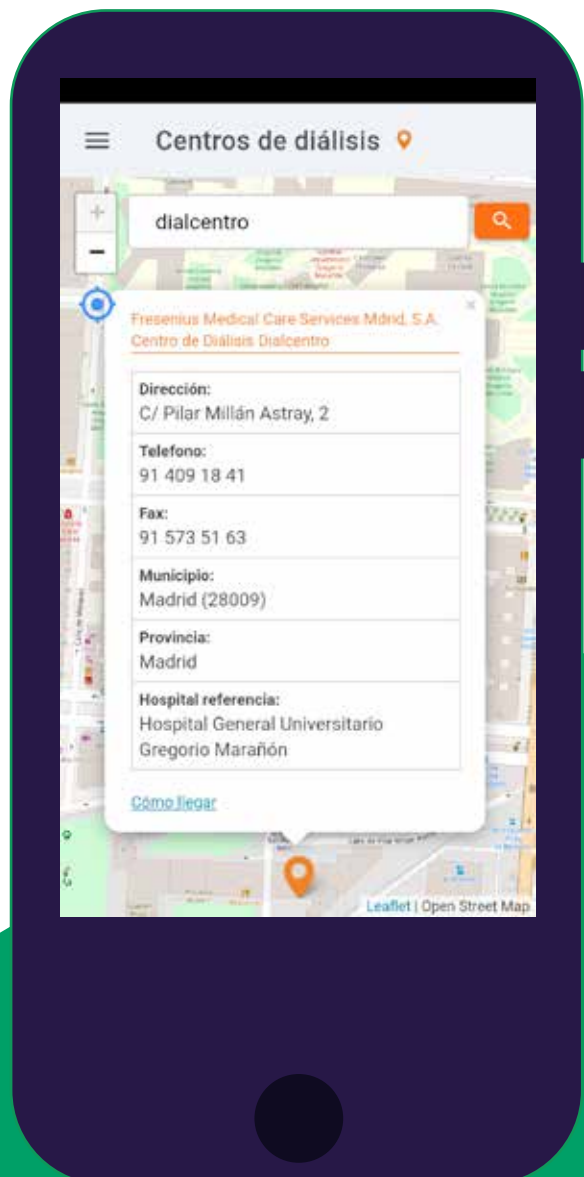 Centros de diálisis
+
dialcentro
−
Fresenius Medical Care Services Mdrid, S.A.
Centro de Diálisis Dialcentro
×
Dirección:
C/ Pilar Millán Astray, 2
Telefono:
91 409 18 41
Fax:
91 573 51 63
Municipio:
Madrid (28009)
Provincia:
Madrid
Hospital referencia:
Hospital General Universitario
Gregorio Marañón
Cómo llegar
Leaflet | Open Street Map